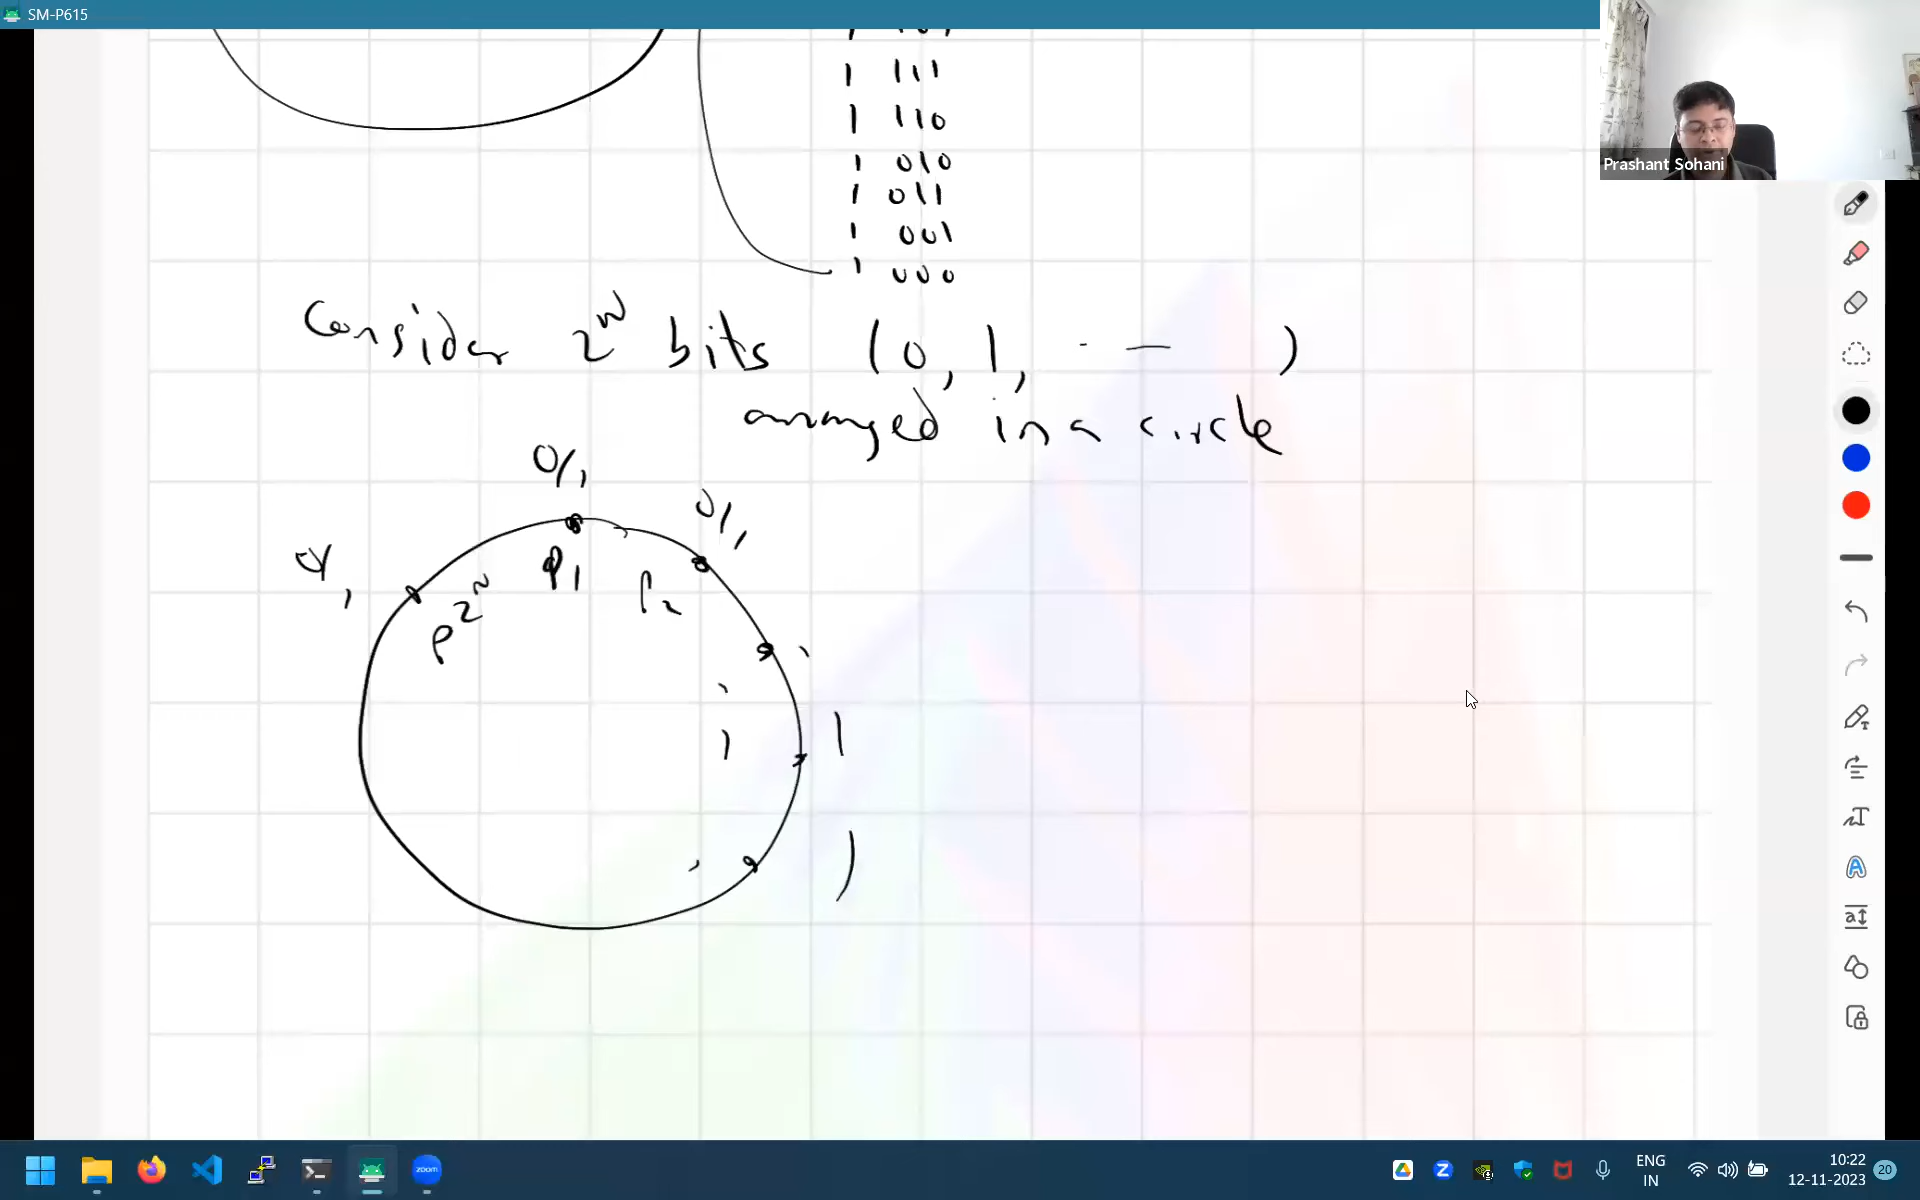 SM-P615
Prashant Sohani
1 111
1 110
1 010
1 011
1 001
1 000
Consider 2^N bits (0, 1, - — )
arranged in a circle
0/1
0/1
0/1
P1
P2
P2^N
zoom
ENG
IN
10:22
12-11-2023
20